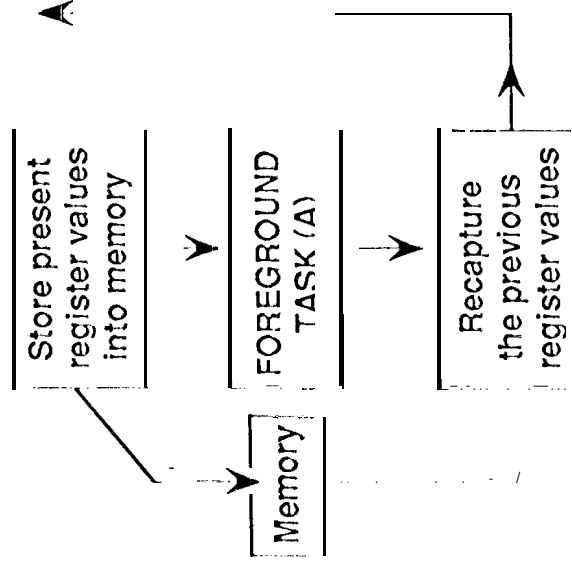 Store present
register values
into memory
FOREGROUND
TASK (A)
Memory
Recapture
the previous
register values